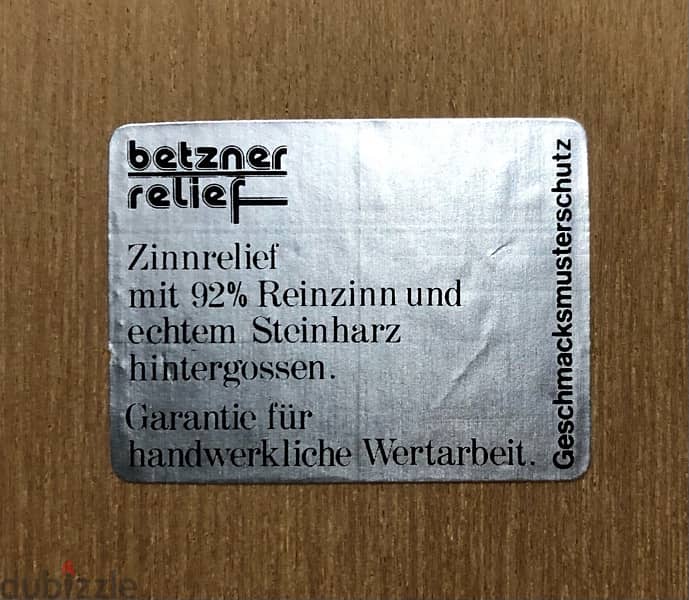 betzner
relief
Zinnrelief
mit 92% Reinzinn und
echtem Steinharz
hintergossen.
Garantie für
handwerkliche Wertarbeit.
Geschmacksmusterschutz
dubizzle